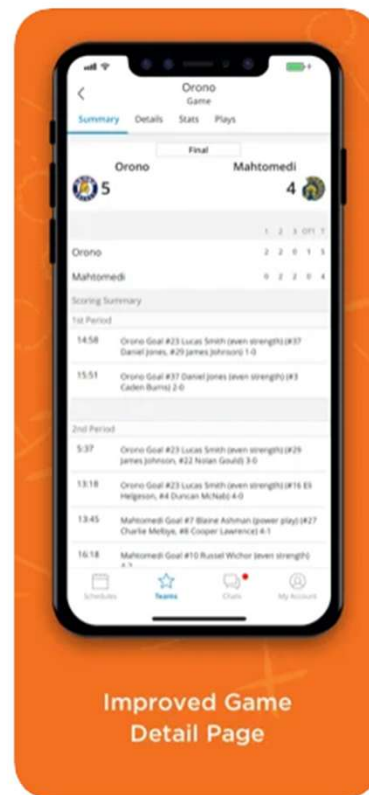 Orono
Game
Summary Details Stats Plays
Final
Orono Mahtomedi
5 4
1 2 3 OT1 T
Orono 2 2 0 1 5
Mahtomedi 0 2 2 0 4
Scoring Summary
1st Period
14:58 Orono Goal #23 Lucas Smith (even strength) (#37
Daniel Jones, #29 James Johnson) 1-0
15:51 Orono Goal #37 Daniel Jones (even strength) (#3
Caden Burns) 2-0
2nd Period
5:37 Orono Goal #23 Lucas Smith (even strength) (#29
James Johnson, #22 Nolan Gould) 3-0
13:18 Orono Goal #23 Lucas Smith (even strength) (#16 Eli
Helgeson, #4 Duncan McNab) 4-0
13:45 Mahtomedi Goal #7 Blaine Ashman (power play) (#27
Charlie Melbye, #8 Cooper Lawrence) 4-1
16:18 Mahtomedi Goal #10 Russel Wichor (even strength)
4-2
Schedules Teams Chats My Account
Improved Game
Detail Page